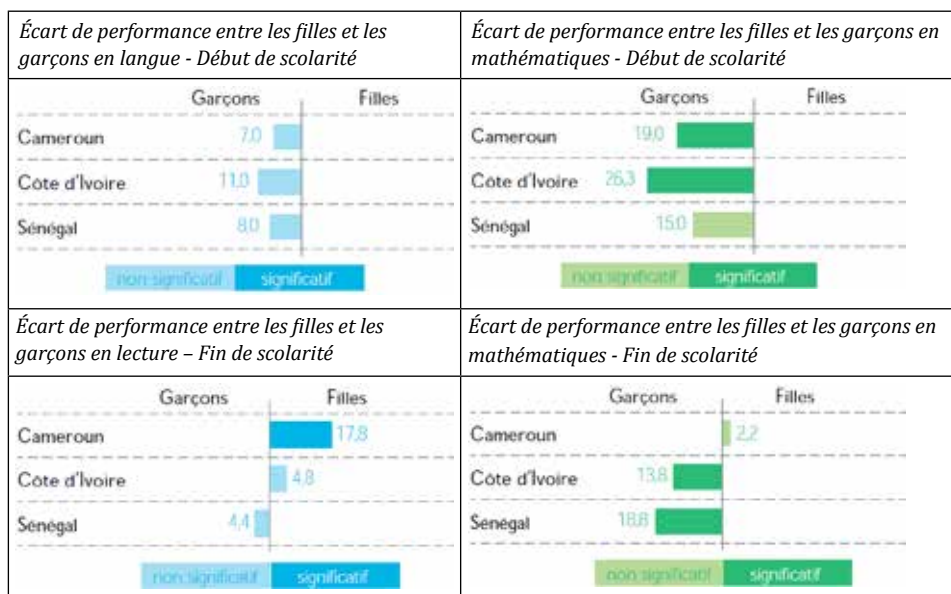 Écart de performance entre les filles et les
garçons en langue - Début de scolarité
Garçons Filles
Cameroun 7,0
Côte d'Ivoire 11,0
Sénégal 8,0
non significatif significatif
Écart de performance entre les filles et les garçons en
mathématiques - Début de scolarité
Garçons Filles
Cameroun 19,0
Côte d'Ivoire 26,3
Sénégal 15,0
non significatif significatif
Écart de performance entre les filles et les
garçons en lecture – Fin de scolarité
Garçons Filles
Cameroun 17,8
Côte d'Ivoire 4,8
Sénégal 4,4
non significatif significatif
Écart de performance entre les filles et les garçons en
mathématiques - Fin de scolarité
Garçons Filles
Cameroun 2,2
Côte d'Ivoire 13,8
Sénégal 18,8
non significatif significatif